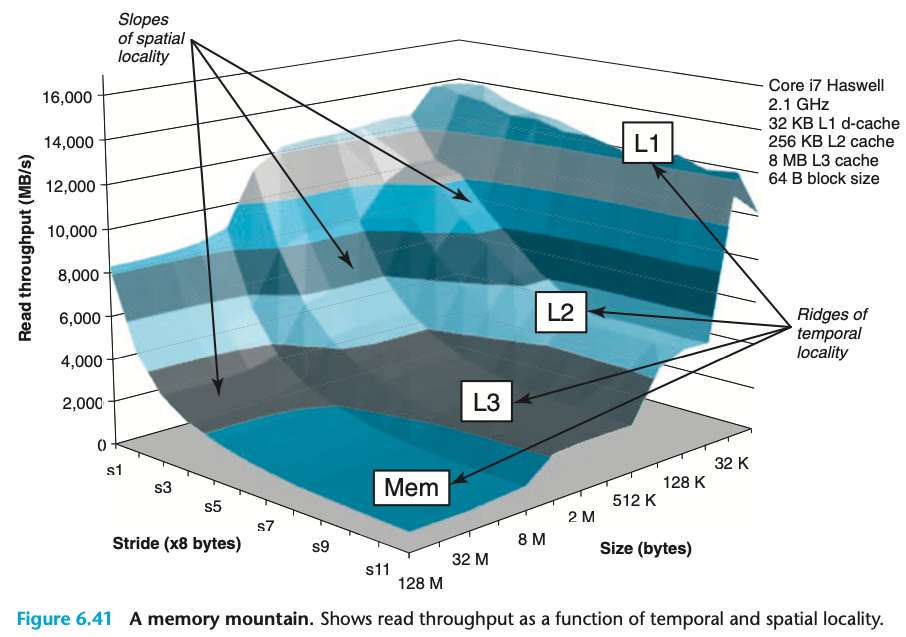 Slopes
of spatial
locality
16,000
14,000
12,000
10,000
8,000
6,000
4,000
2,000
0
Read throughput (MB/s)
Core i7 Haswell
2.1 GHz
32 KB L1 d-cache
256 KB L2 cache
8 MB L3 cache
64 B block size
L1
L2
L3
Mem
Ridges of
temporal
locality
s1
s3
s5
s7
s9
s11
Stride (x8 bytes)
128 M
32 M
8 M
2 M
512 K
128 K
32 K
Size (bytes)
Figure 6.41 A memory mountain. Shows read throughput as a function of temporal and spatial locality.